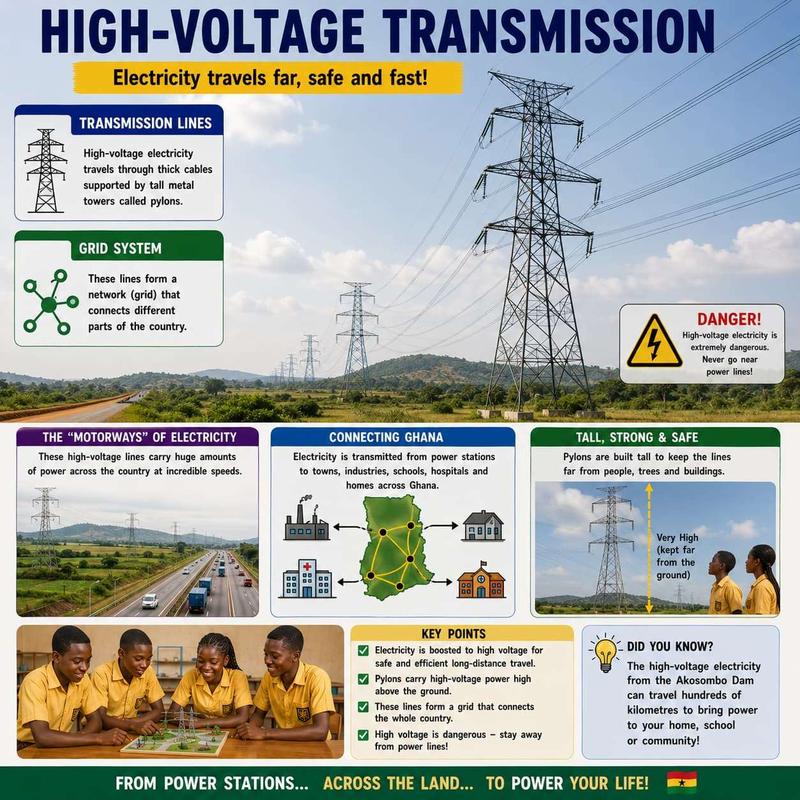 HIGH-VOLTAGE TRANSMISSION
Electricity travels far, safe and fast!
TRANSMISSION LINES
High-voltage electricity
travels through thick cables
supported by tall metal
towers called pylons.
GRID SYSTEM
These lines form a
network (grid) that
connects different
parts of the country.
DANGER!
High-voltage electricity is
extremely dangerous.
Never go near
power lines!
THE "MOTORWAYS" OF ELECTRICITY
These high-voltage lines carry huge amounts
of power across the country at incredible speeds.
CONNECTING GHANA
Electricity is transmitted from power stations
to towns, industries, schools, hospitals and
homes across Ghana.
TALL, STRONG & SAFE
Pylons are built tall to keep the lines
far from people, trees and buildings.
Very High
(kept far
from the
ground)
KEY POINTS
Electricity is boosted to high voltage for
safe and efficient long-distance travel.
Pylons carry high-voltage power high
above the ground.
These lines form a grid that connects
the whole country.
High voltage is dangerous – stay away
from power lines!
DID YOU KNOW?
The high-voltage electricity
from the Akosombo Dam
can travel hundreds of
kilometres to bring power
to your home, school
or community!
FROM POWER STATIONS... ACROSS THE LAND... TO POWER YOUR LIFE!